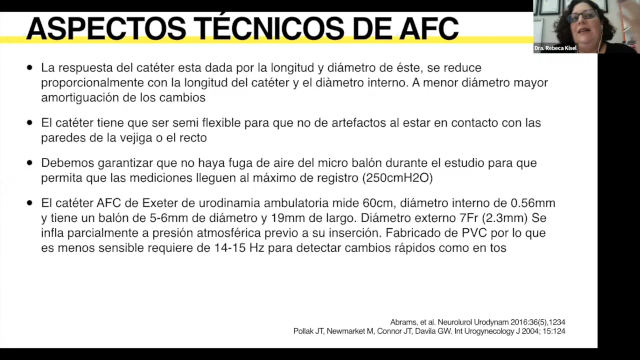 ASPECTOS TÉCNICOS DE AFC
La respuesta del catéter esta dada por la longitud y diámetro de éste, se reduce
proporcionalmente con la longitud del catéter y el diàmetro interno. A menor diámetro mayor
amortiguación de los cambios
El catéter tiene que ser semi flexible para que no de artefactos al estar en contacto con las
paredes de la vejiga o el recto
Debemos garantizar que no haya fuga de aire del micro balón durante el estudio para que
permita que las mediciones lleguen al máximo de registro (250cmH2O)
El catéter AFC de Exeter de urodinamia ambulatoria mide 60cm, diámetro interno de 0.56mm
y tiene un balón de 5-6mm de diámetro y 19mm de largo. Diámetro externo 7Fr (2.3mm) Se
infla parcialmente a presión atmosférica previo a su inserción. Fabricado de PVC por lo que
es menos sensible requiere de 14-15 Hz para detectar cambios rápidos como en tos
Abrams, et al. Neurolurol Urodynam 2016:36(5),1234
Pollak JT, Newmarket M, Connor JT, Davila GW. Int Urogynecology J 2004; 15:124
Dra. Rebeca Kisel